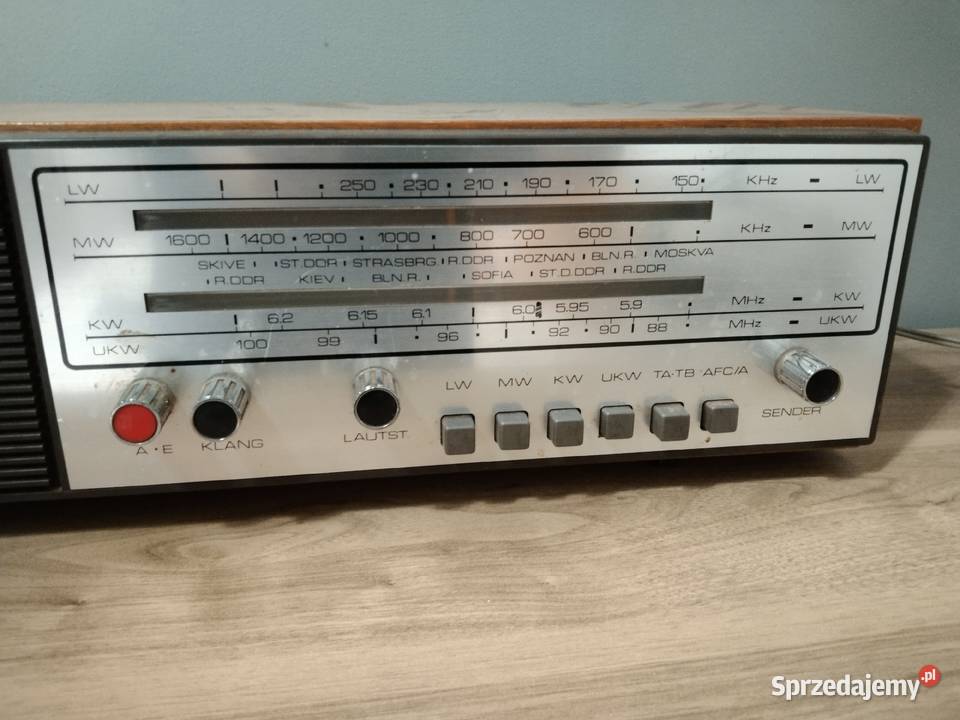 LW 250 230 210 190 170 150 KHz LW
MW 1600 1400 1200 1000 800 700 600 KHz MW
SKIVE ST.DDR STRASBRG R.DDR POZNAN BLN.R. MOSKVA
R.DDR KIEV BLN.R. SOFIA ST.D.DDR R.DDR
KW 6.2 6.15 6.1 6.0 5.95 5.9 MHz KW
UKW 100 99 96 92 90 88 MHz UKW
LW MW KW UKW TA·TB AFC/A
A·E KLANG LAUTST. SENDER
Sprzedajemy.pl